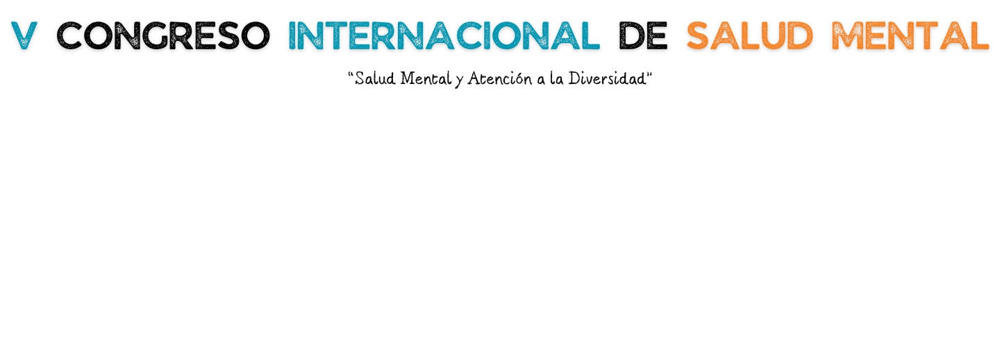 V CONGRESO INTERNACIONAL DE SALUD MENTAL
"Salud Mental y Atención a la Diversidad"